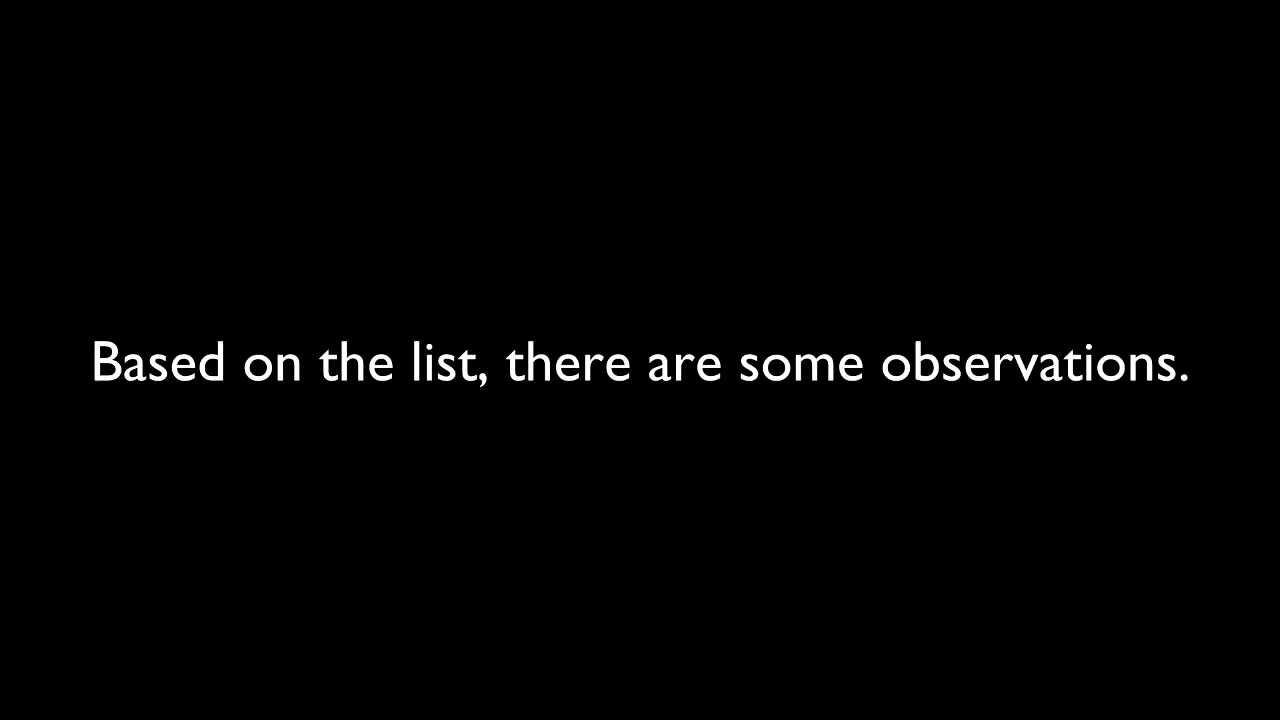 Based on the list, there are some observations.